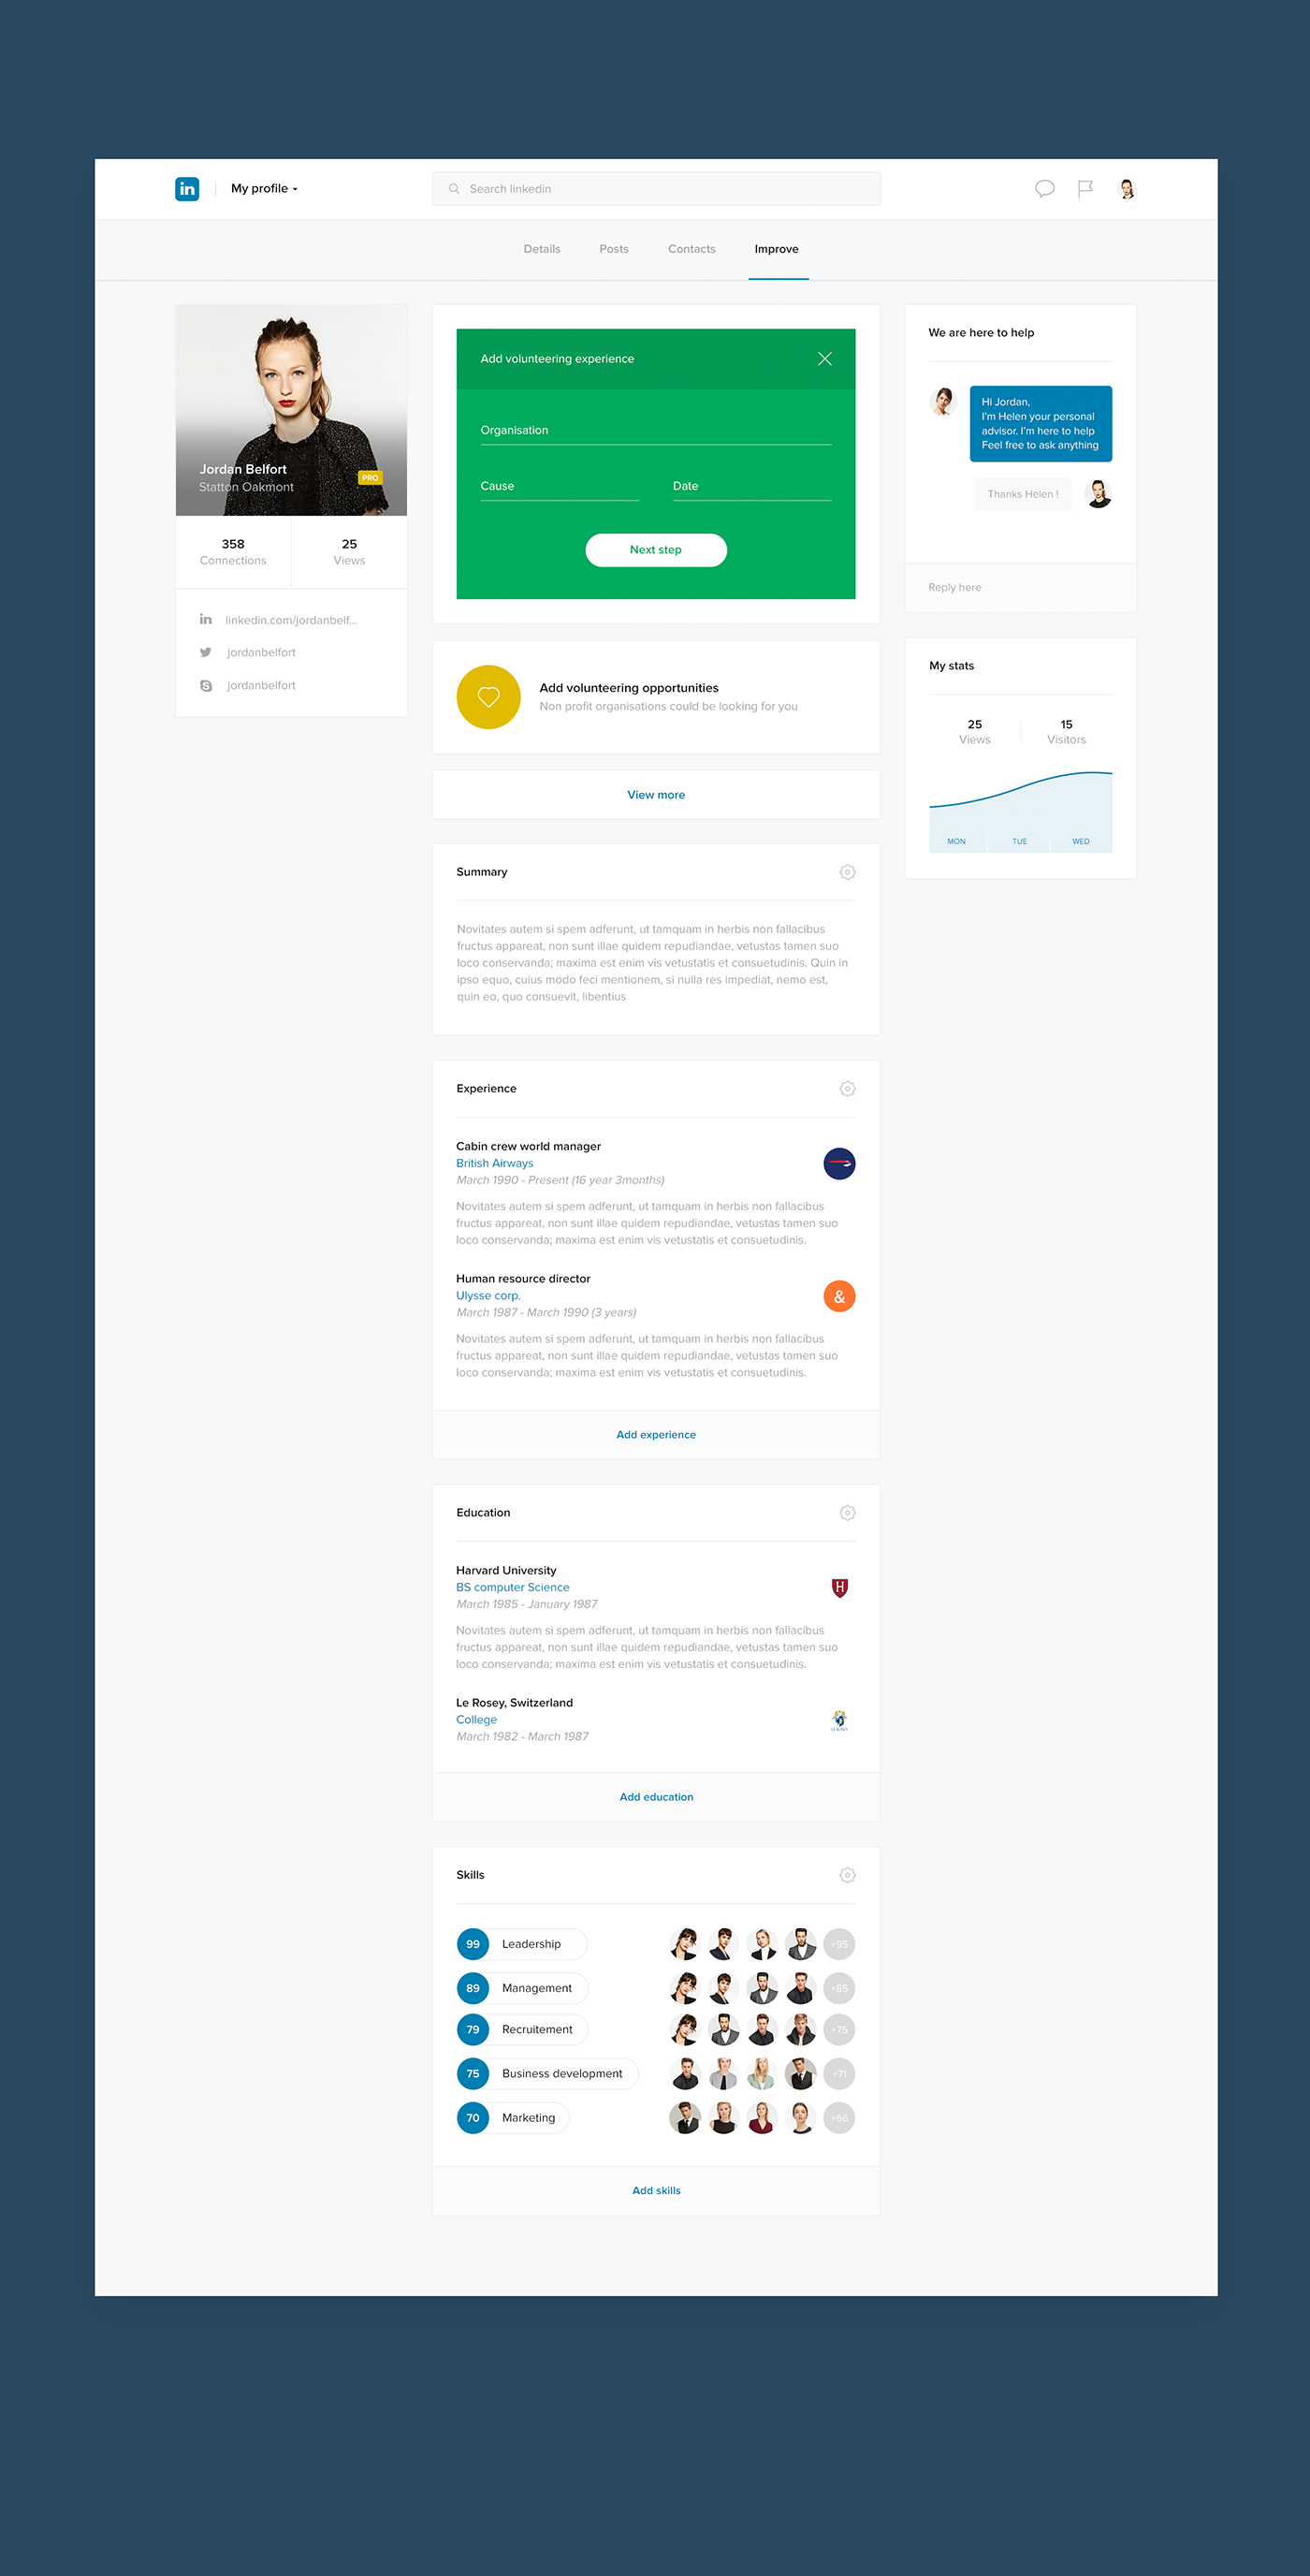 in
My profile
Search linkedin
Details
Posts
Contacts
Improve
Jordan Belfort
Statton Oakmont
PRO
358
Connections
25
Views
in
linkedin.com/jordanbelf...
jordanbelfort
jordanbelfort
Add volunteering experience
Organisation
Cause
Date
Next step
Add volunteering opportunities
Non profit organisations could be looking for you
View more
Summary
Novitates autem si spem adferunt, ut tamquam in herbis non fallacibus
fructus appareat, non sunt illae quidem repudiandae, vetustas tamen suo
loco conservanda; maxima est enim vis vetustatis et consuetudinis. Quin in
ipso equo, cuius modo feci mentionem, si nulla res impediat, nemo est,
quin eo, quo consuevit, libentius
Experience
Cabin crew world manager
British Airways
March 1990 - Present (16 year 3months)
Novitates autem si spem adferunt, ut tamquam in herbis non fallacibus
fructus appareat, non sunt illae quidem repudiandae, vetustas tamen suo
loco conservanda; maxima est enim vis vetustatis et consuetudinis.
Human resource director
Ulysse corp.
March 1987 - March 1990 (3 years)
&
Novitates autem si spem adferunt, ut tamquam in herbis non fallacibus
fructus appareat, non sunt illae quidem repudiandae, vetustas tamen suo
loco conservanda; maxima est enim vis vetustatis et consuetudinis.
Add experience
Education
Harvard University
BS computer Science
March 1985 - January 1987
H
Novitates autem si spem adferunt, ut tamquam in herbis non fallacibus
fructus appareat, non sunt illae quidem repudiandae, vetustas tamen suo
loco conservanda; maxima est enim vis vetustatis et consuetudinis.
Le Rosey, Switzerland
College
March 1982 - March 1987
Add education
Skills
99 Leadership +95
89 Management +85
79 Recruitement +75
75 Business development +71
70 Marketing +66
Add skills
We are here to help
Hi Jordan,
I'm Helen your personal
advisor. I'm here to help
Feel free to ask anything
Thanks Helen !
Reply here
My stats
25
Views
15
Visitors
MON
TUE
WED